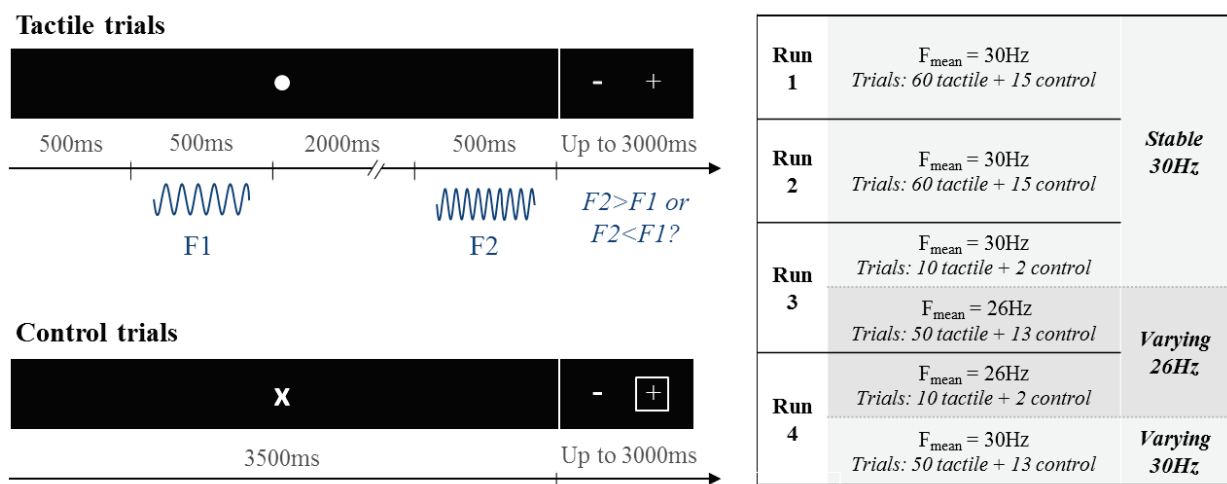 Tactile trials
- +
500ms 500ms 2000ms 500ms Up to 3000ms
F1 F2
F2>F1 or
F2<F1?
Control trials
x - +
3500ms Up to 3000ms
Run
1
Fmean = 30Hz
Trials: 60 tactile + 15 control
Run
2
Fmean = 30Hz
Trials: 60 tactile + 15 control
Stable
30Hz
Run
3
Fmean = 30Hz
Trials: 10 tactile + 2 control
Fmean = 26Hz
Trials: 50 tactile + 13 control
Varying
26Hz
Run
4
Fmean = 26Hz
Trials: 10 tactile + 2 control
Fmean = 30Hz
Trials: 50 tactile + 13 control
Varying
30Hz